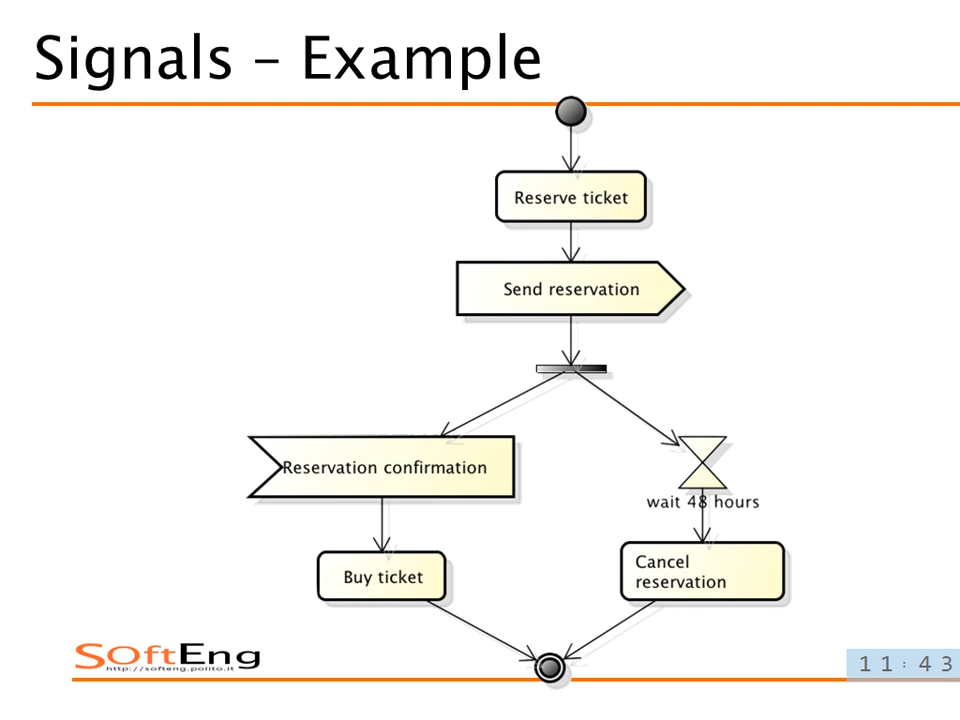 Signals – Example
Reserve ticket
Send reservation
Reservation confirmation
wait 48 hours
Buy ticket
Cancel
reservation
SOftEng
http://softeng.polito.it
11:43